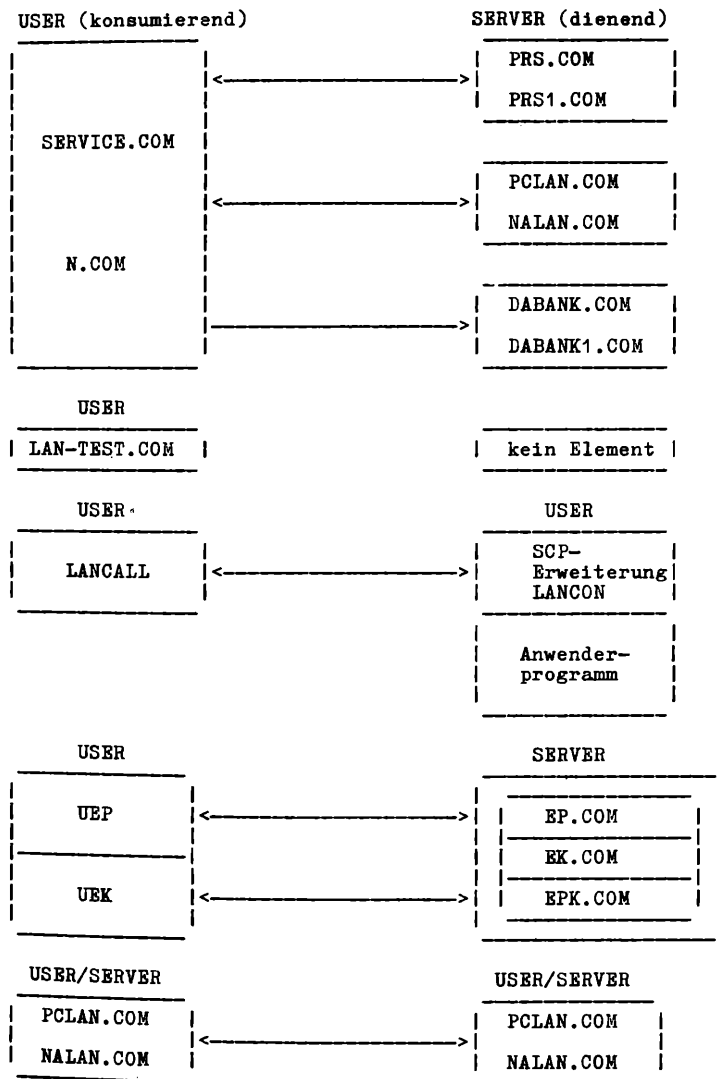 USER (konsumierend) SERVER (dienend)
PRS.COM
PRS1.COM
SERVICE.COM
PCLAN.COM
NALAN.COM
N.COM
DABANK.COM
DABANK1.COM
USER
LAN-TEST.COM kein Element
USER USER
LANCALL
SCP-
Erweiterung
LANCON
Anwender-
programm
USER SERVER
UEP EP.COM
EK.COM
UEK EPK.COM
USER/SERVER USER/SERVER
PCLAN.COM PCLAN.COM
NALAN.COM NALAN.COM